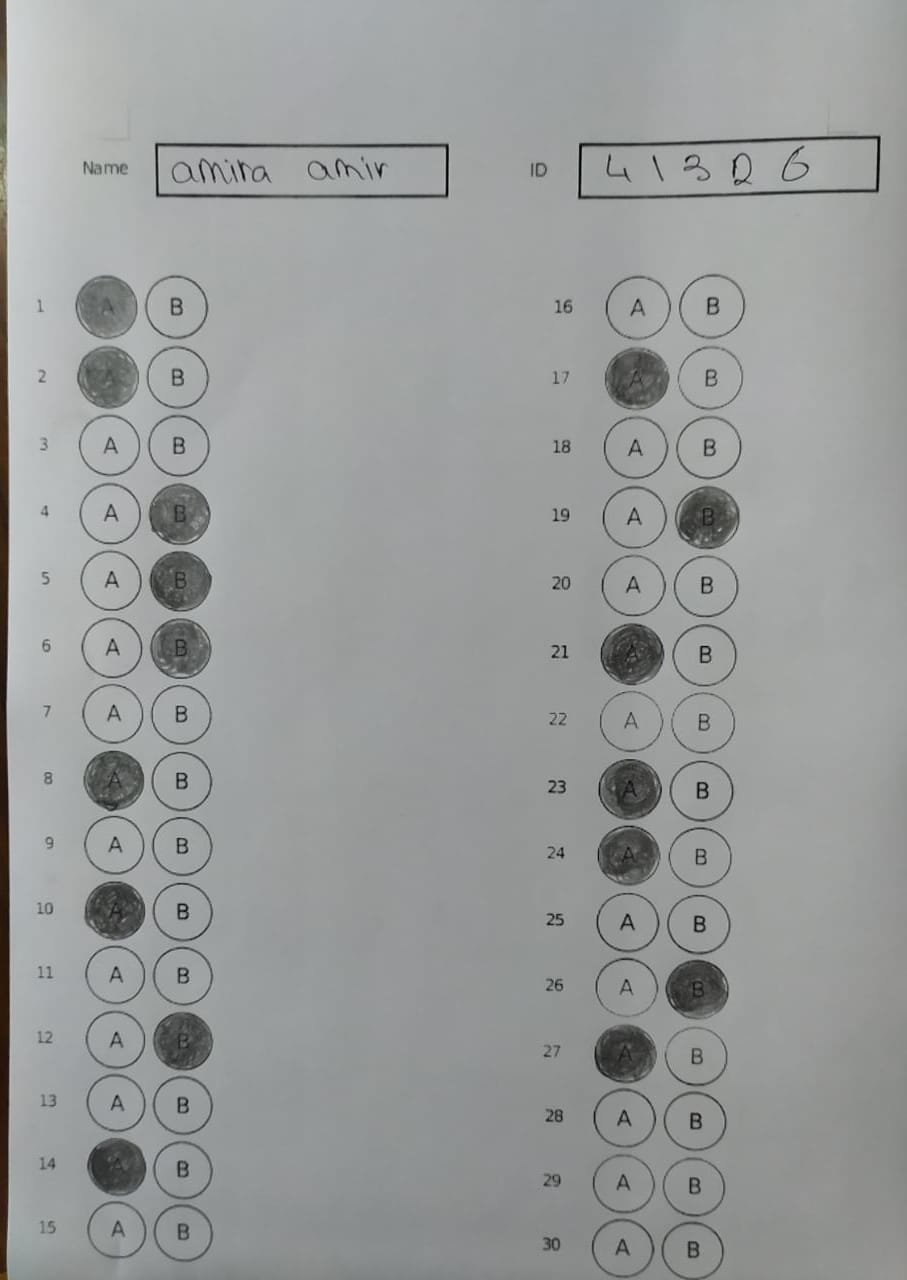 Name amira amir ID 41326
1 A B 16 A B
2 A B 17 A B
3 A B 18 A B
4 A B 19 A B
5 A B 20 A B
6 A B 21 A B
7 A B 22 A B
8 A B 23 A B
9 A B 24 A B
10 A B 25 A B
11 A B 26 A B
12 A B 27 A B
13 A B 28 A B
14 A B 29 A B
15 A B 30 A B